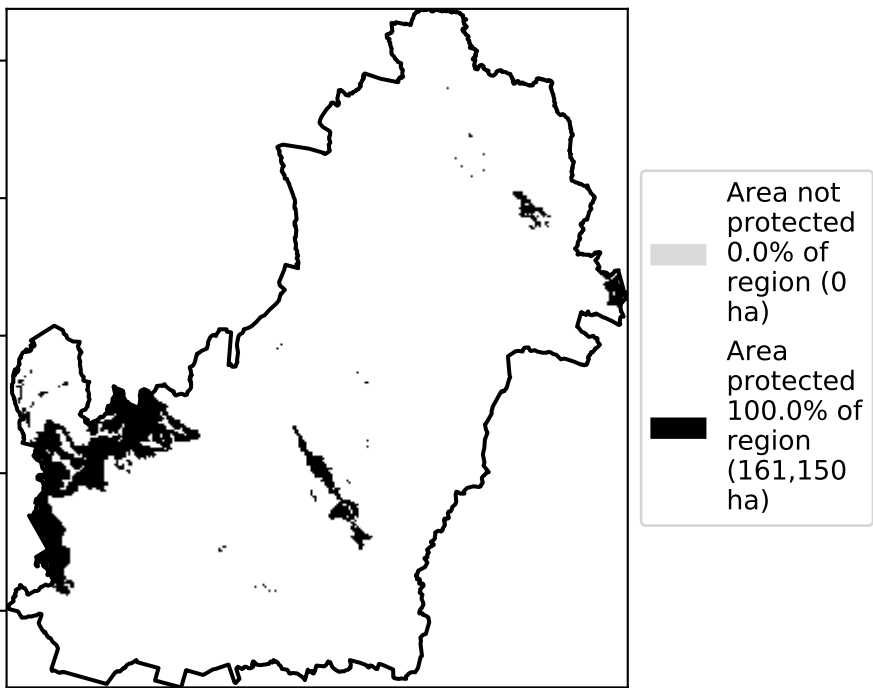 Area not
protected
0.0% of
region (0
ha)
Area
protected
100.0% of
region
(161,150
ha)